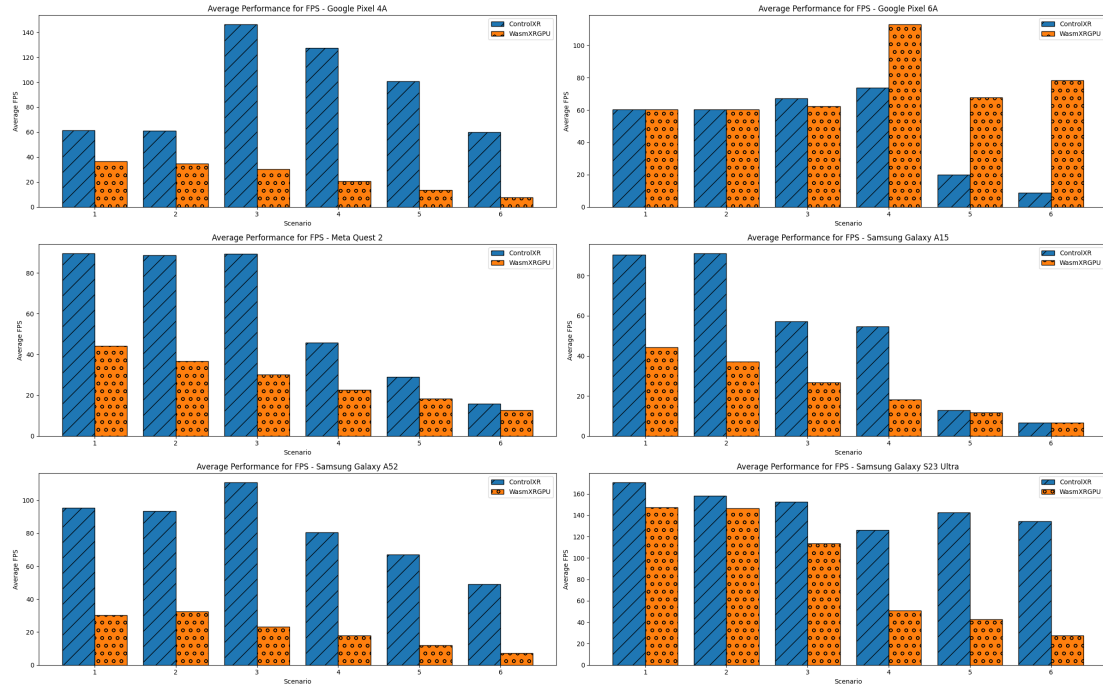 Average Performance for FPS - Google Pixel 4A
140
120
100
80
60
40
20
0
Average FPS
1 2 3 4 5 6
Scenario
ControlXR
WasmXRGPU
Average Performance for FPS - Google Pixel 6A
100
80
60
40
20
0
Average FPS
1 2 3 4 5 6
Scenario
ControlXR
WasmXRGPU
Average Performance for FPS - Meta Quest 2
80
60
40
20
0
Average FPS
1 2 3 4 5 6
Scenario
ControlXR
WasmXRGPU
Average Performance for FPS - Samsung Galaxy A15
80
60
40
20
0
Average FPS
1 2 3 4 5 6
Scenario
ControlXR
WasmXRGPU
Average Performance for FPS - Samsung Galaxy A52
100
80
60
40
20
0
Average FPS
1 2 3 4 5 6
Scenario
ControlXR
WasmXRGPU
Average Performance for FPS - Samsung Galaxy S23 Ultra
160
140
120
100
80
60
40
20
0
Average FPS
1 2 3 4 5 6
Scenario
ControlXR
WasmXRGPU